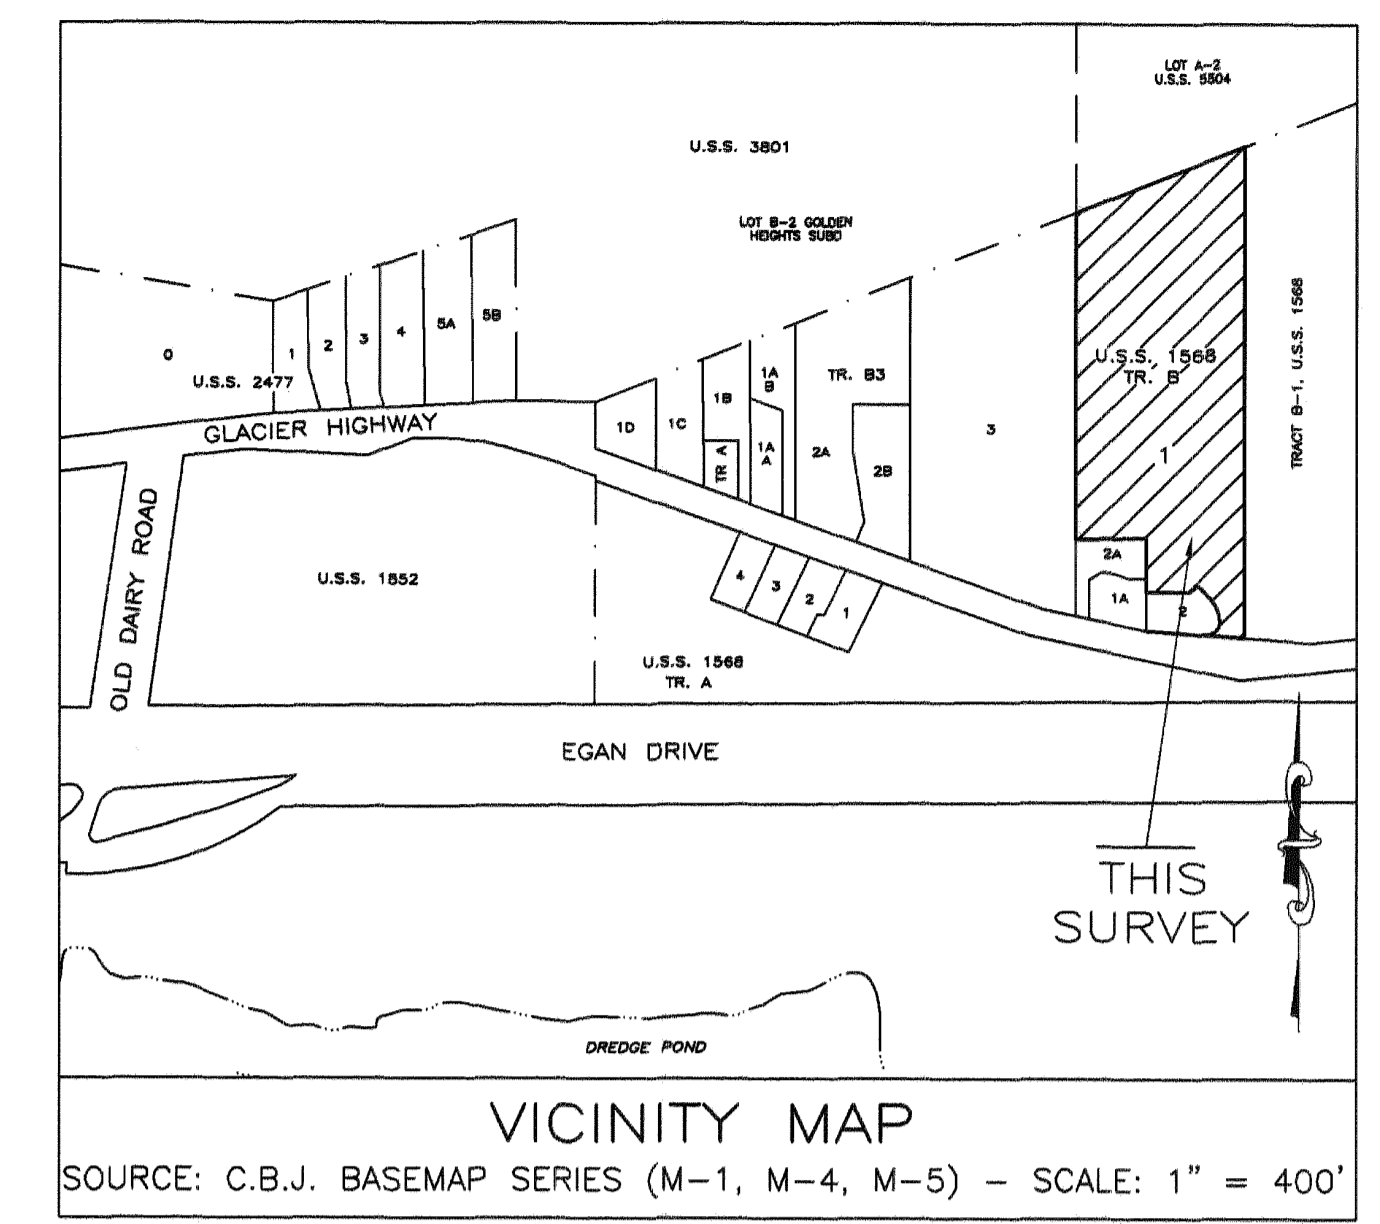 LOT A-2
U.S.S. 5504
U.S.S. 3801
LOT B-2 GOLDEN
HEIGHTS SUBD
0
U.S.S. 2477
1
2
3
4
5A
5B
GLACIER HIGHWAY
OLD DAIRY ROAD
U.S.S. 1852
1D
1C
1B
TR A
1A
B
1A
A
TR. B3
2A
2B
3
U.S.S. 1568
TR. B
1
TRACT B-1, U.S.S. 1568
2A
1A
2
4
3
2
1
U.S.S. 1568
TR. A
EGAN DRIVE
THIS
SURVEY
DREDGE POND
VICINITY MAP
SOURCE: C.B.J. BASEMAP SERIES (M-1, M-4, M-5) - SCALE: 1" = 400'